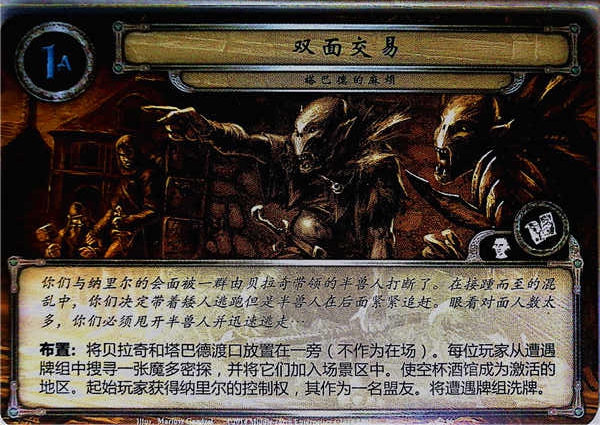 1A
双面交易
塔巴德的麻烦
你们与纳里尔的会面被一群由贝拉奇带领的半兽人打断了。在接踵而至的混
乱中，你们决定带着矮人逃跑但是半兽人在后面紧紧追赶。眼看对面人数太
多，你们必须甩开半兽人并迅速逃走…
布置：将贝拉奇和塔巴德渡口放置在一旁（不作为在场）。每位玩家从遭遇
牌组中搜寻一张魔多密探，并将它们加入场景区中。使空杯酒馆成为激活的
地区。起始玩家获得纳里尔的控制权，其作为一名盟友。将遭遇牌组洗牌。
Illus. ©2014 Middle-earth Enterprises